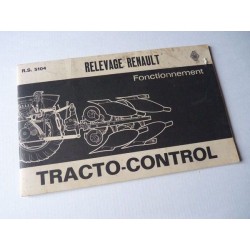 R.S. 5104
RELEVAGE RENAULT
Fonctionnement
TRACTO-CONTROL